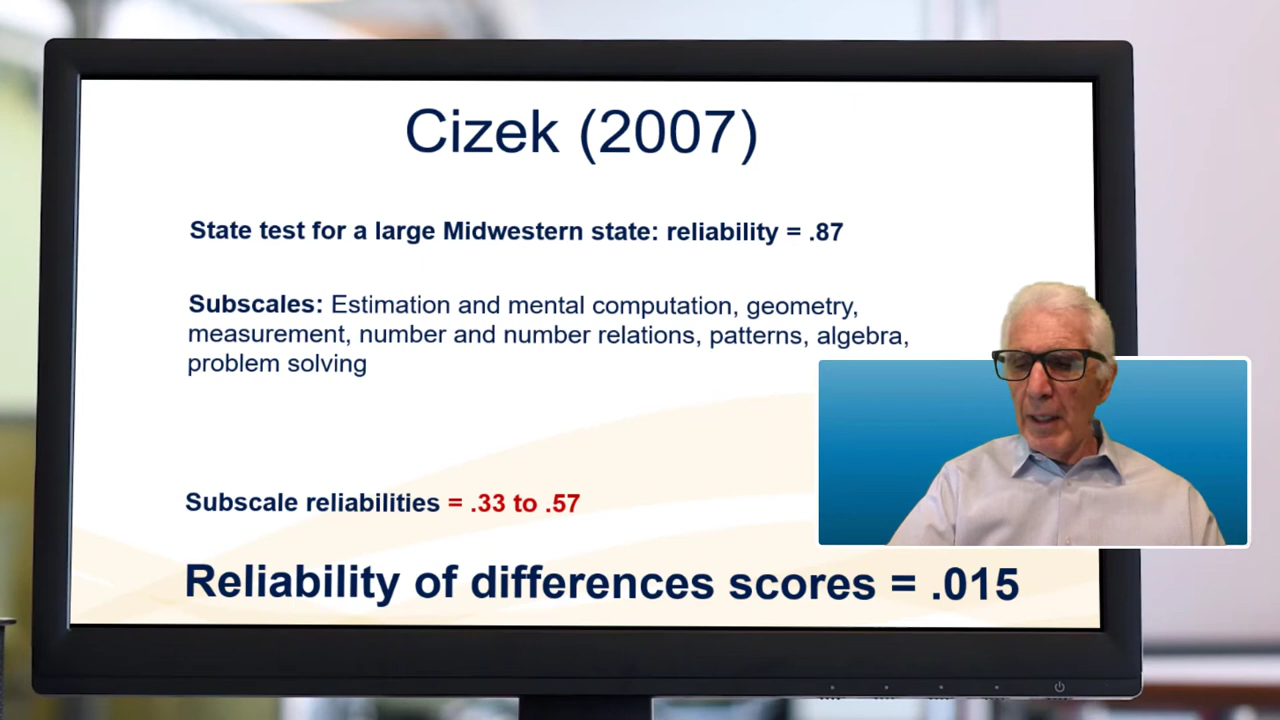 Cizek (2007)
State test for a large Midwestern state: reliability = .87
Subscales: Estimation and mental computation, geometry,
measurement, number and number relations, patterns, algebra,
problem solving
Subscale reliabilities = .33 to .57
Reliability of differences scores = .015